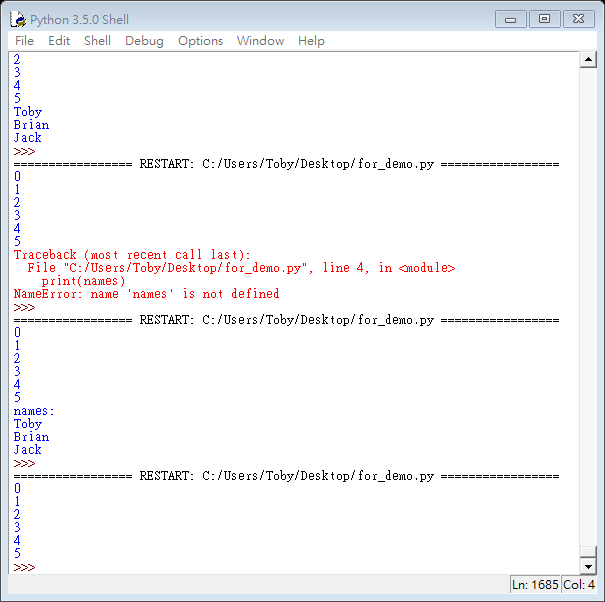 Python 3.5.0 Shell
File Edit Shell Debug Options Window Help
2
3
4
5
Toby
Brian
Jack
>>>
================= RESTART: C:/Users/Toby/Desktop/for_demo.py =================
0
1
2
3
4
5
Traceback (most recent call last):
  File "C:/Users/Toby/Desktop/for_demo.py", line 4, in <module>
    print(names)
NameError: name 'names' is not defined
>>>
================= RESTART: C:/Users/Toby/Desktop/for_demo.py =================
0
1
2
3
4
5
names:
Toby
Brian
Jack
>>>
================= RESTART: C:/Users/Toby/Desktop/for_demo.py =================
0
1
2
3
4
5
>>>
Ln: 1685 Col: 4